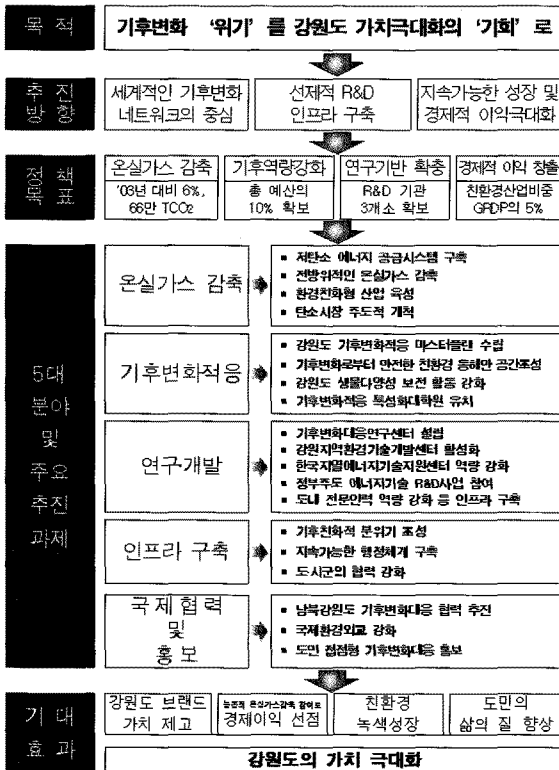 목 적
기후변화 ‘위기’ 를 강원도 가치극대화의 ‘기회’ 로
추 진
방 향
세계적인 기후변화
네트워크의 중심
선제적 R&D
인프라 구축
지속가능한 성장 및
경제적 이익극대화
정 책
목 표
온실가스 감축
'03년 대비 6%,
66만 TCO₂
기후역량강화
총 예산의
10% 확보
연구기반 확충
R&D 기관
3개소 확보
경제적 이익 창출
친환경산업비중
GRDP의 5%
5대
분야
및
주요
추진
과제
온실가스 감축
▪ 저탄소 에너지 공급시스템 구축
▪ 전방위적인 온실가스 감축
▪ 환경친화형 산업 육성
▪ 탄소시장 주도적 개척
기후변화적응
▪ 강원도 기후변화적응 마스터플랜 수립
▪ 기후변화로부터 안전한 친환경 동해안 공간조성
▪ 강원도 생물다양성 보전 활동 강화
▪ 기후변화적응 특성화대학원 유치
연구·개발
▪ 기후변화대응연구센터 설립
▪ 강원지역환경기술개발센터 활성화
▪ 한국지열에너지기술지원센터 역량 강화
▪ 정부주도 에너지기술 R&D사업 참여
▪ 도내 전문인력 역량 강화 등 인프라 구축
인프라 구축
▪ 기후친화적 분위기 조성
▪ 지속가능한 행정체계 구축
▪ 도시군의 협력 강화
국제협력
및
홍보
▪ 남북강원도 기후변화대응 협력 추진
▪ 국제환경외교 강화
▪ 도민 접점형 기후변화대응 홍보
기 대
효 과
강원도 브랜드
가치 제고
능동적 온실가스감축 참여로
경제이익 선점
친환경
녹색성장
도민의
삶의 질 향상
강원도의 가치 극대화